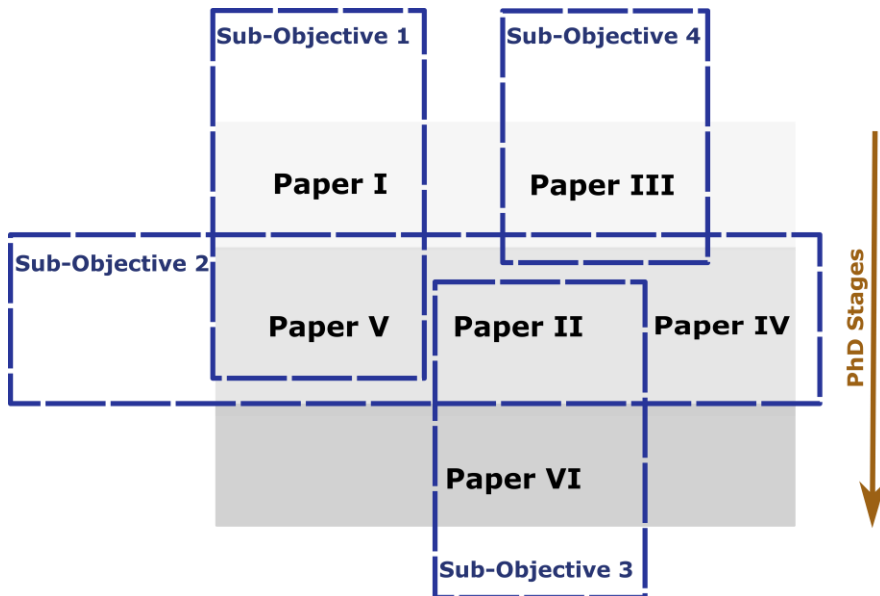 Sub-Objective 1
Sub-Objective 4
Paper I
Paper III
Sub-Objective 2
Paper V
Paper II
Paper IV
PhD Stages
Paper VI
Sub-Objective 3